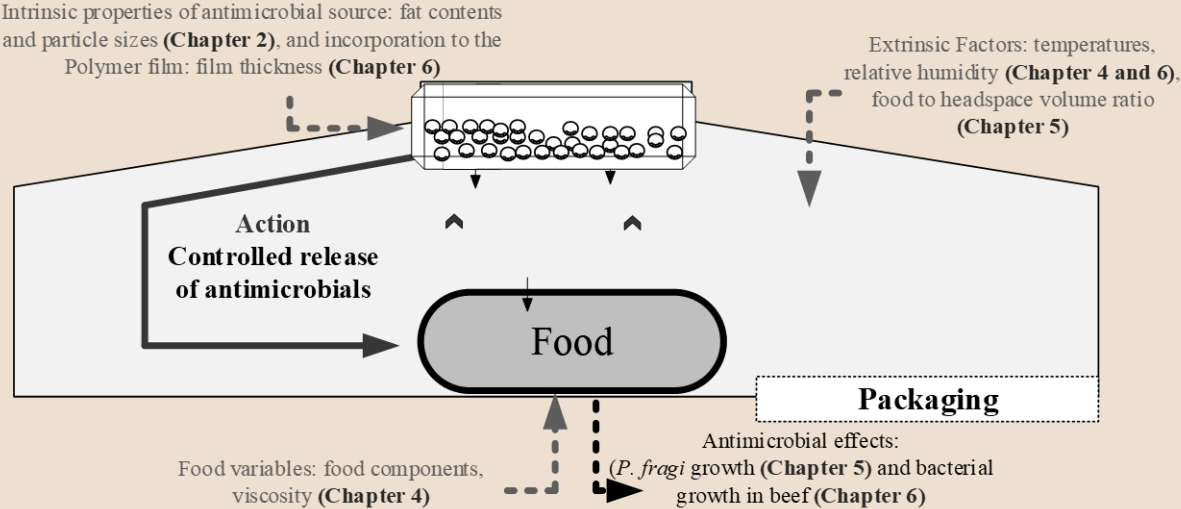 Intrinsic properties of antimicrobial source: fat contents
and particle sizes (Chapter 2), and incorporation to the
Polymer film: film thickness (Chapter 6)
Extrinsic Factors: temperatures,
relative humidity (Chapter 4 and 6),
food to headspace volume ratio
(Chapter 5)
Action
Controlled release
of antimicrobials
Food
Packaging
Food variables: food components,
viscosity (Chapter 4)
Antimicrobial effects:
(P. fragi growth (Chapter 5) and bacterial
growth in beef (Chapter 6)